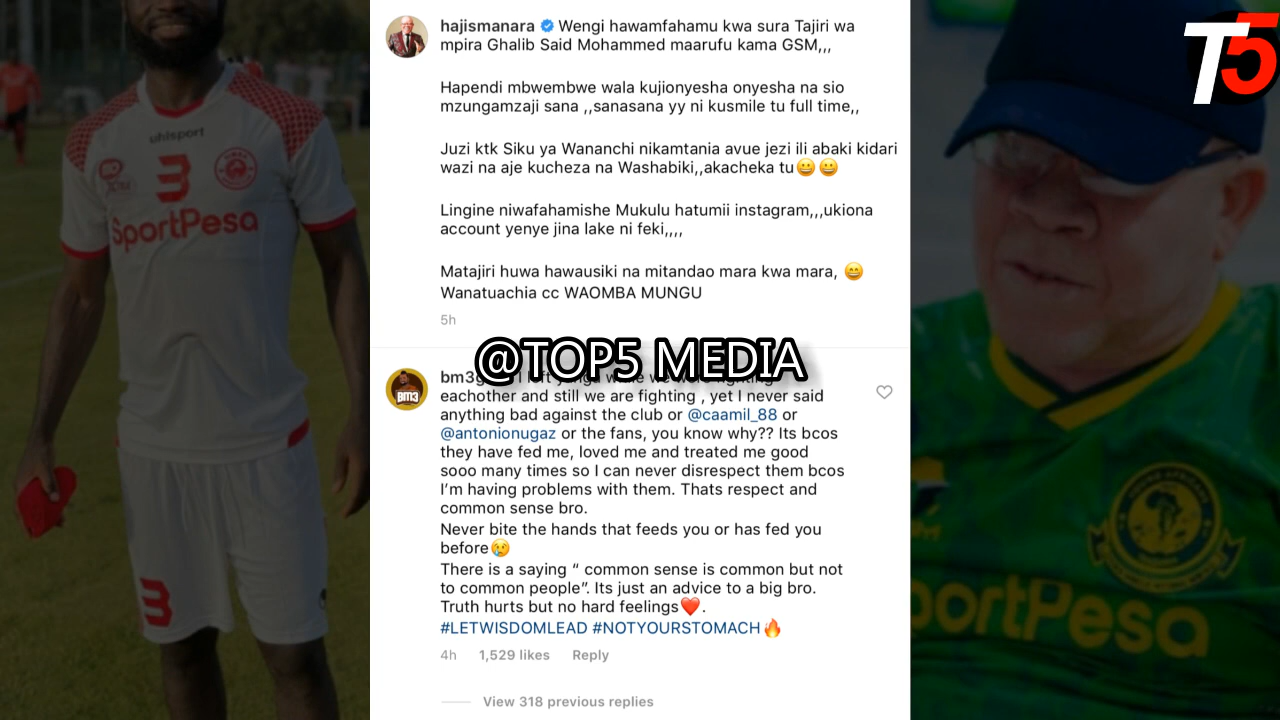 hajismanara Wengi hawamfahamu kwa sura Tajiri wa
mpira Ghalib Said Mohammed maarufu kama GSM,,,
Hapendi mbwembwe wala kujionyesha onyesha na sio
mzungamzaji sana ,,sanasana yy ni kusmile tu full time,,
Juzi ktk Siku ya Wananchi nikamtania avue jezi ili abaki kidari
wazi na aje kucheza na Washabiki,,akacheka tu😀😀
Lingine niwafahamishe Mukulu hatumii instagram,,,ukiona
account yenye jina lake ni feki,,,,
Matajiri huwa hawausiki na mitandao mara kwa mara, 😄
Wanatuachia cc WAOMBA MUNGU
5h
@TOP5 MEDIA
eachother and still we are fighting , yet I never said
anything bad against the club or @caamil_88 or
@antonionugaz or the fans, you know why?? Its bcos
they have fed me, loved me and treated me good
sooo many times so I can never disrespect them bcos
I'm having problems with them. Thats respect and
common sense bro.
Never bite the hands that feeds you or has fed you
before😢
There is a saying “ common sense is common but not
to common people”. Its just an advice to a big bro.
Truth hurts but no hard feelings❤️.
#LETWISDOMLEAD #NOTYOURSTOMACH🔥
4h 1,529 likes Reply
View 318 previous replies
BM3
uhlsport
3
SportPesa
3
T5
portPesa